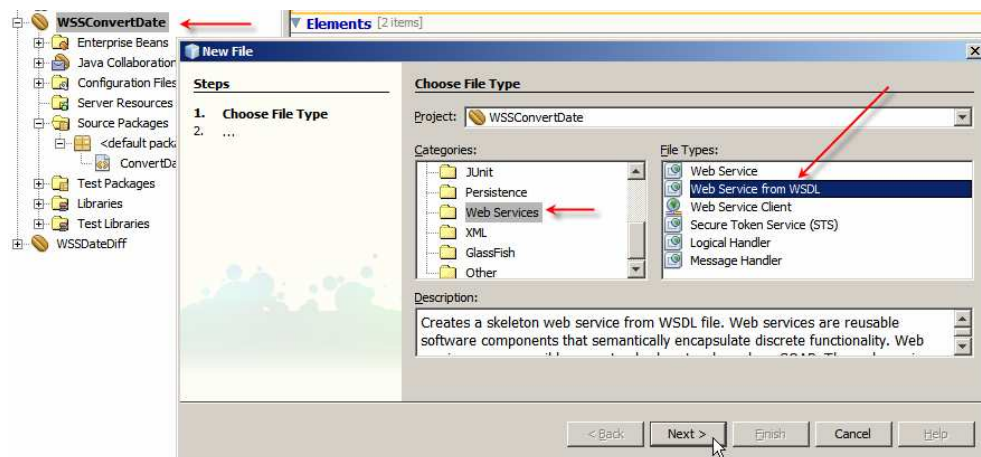 WSSConvertDate
Elements [2 items]
Enterprise Beans
Java Collaboration
Configuration Files
Server Resources
Source Packages
<default pack
ConvertDa
Test Packages
Libraries
Test Libraries
WSSDateDiff
New File
Steps
1. Choose File Type
2. ...
Choose File Type
Project: WSSConvertDate
Categories:
JUnit
Persistence
Web Services
XML
GlassFish
Other
File Types:
Web Service
Web Service from WSDL
Web Service Client
Secure Token Service (STS)
Logical Handler
Message Handler
Description:
Creates a skeleton web service from WSDL file. Web services are reusable
software components that semantically encapsulate discrete functionality. Web
< Back
Next >
Finish
Cancel
Help